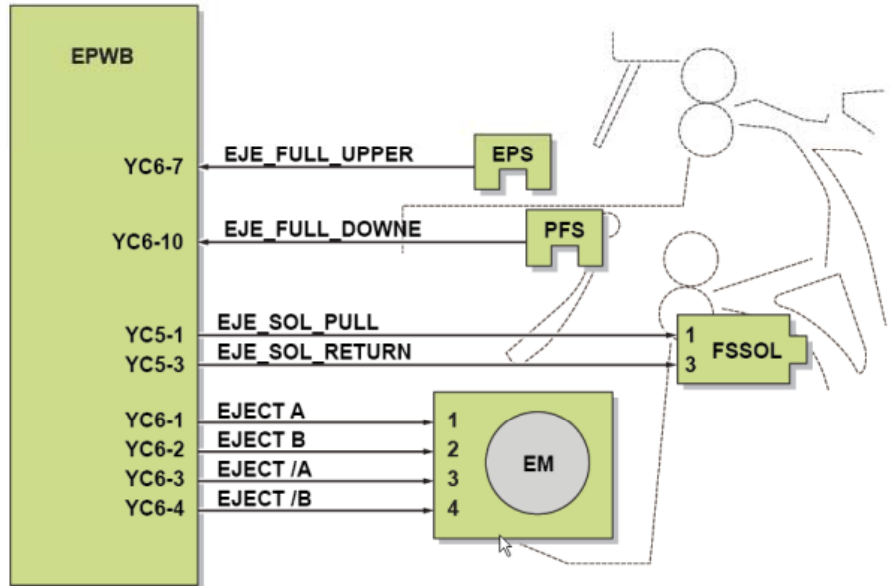 EPWB
YC6-7 EJE_FULL_UPPER EPS
YC6-10 EJE_FULL_DOWNE PFS
YC5-1 EJE_SOL_PULL 1
YC5-3 EJE_SOL_RETURN 3 FSSOL
YC6-1 EJECT A 1
YC6-2 EJECT B 2
YC6-3 EJECT /A 3
YC6-4 EJECT /B 4
EM